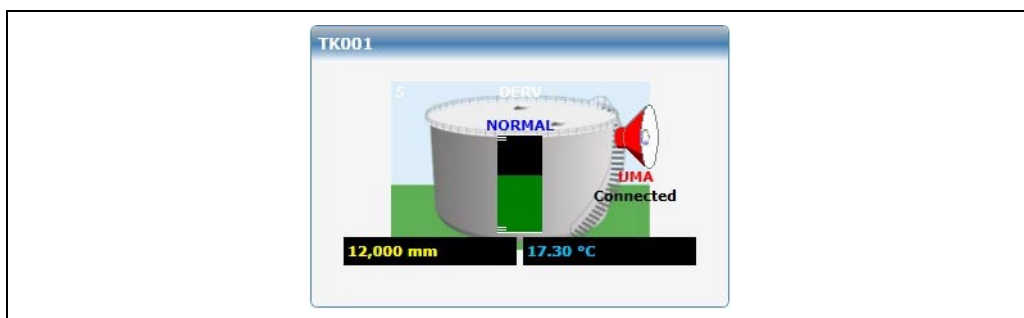 TK001
S
DERV
NORMAL
UMA
Connected
12,000 mm
17.30 °C